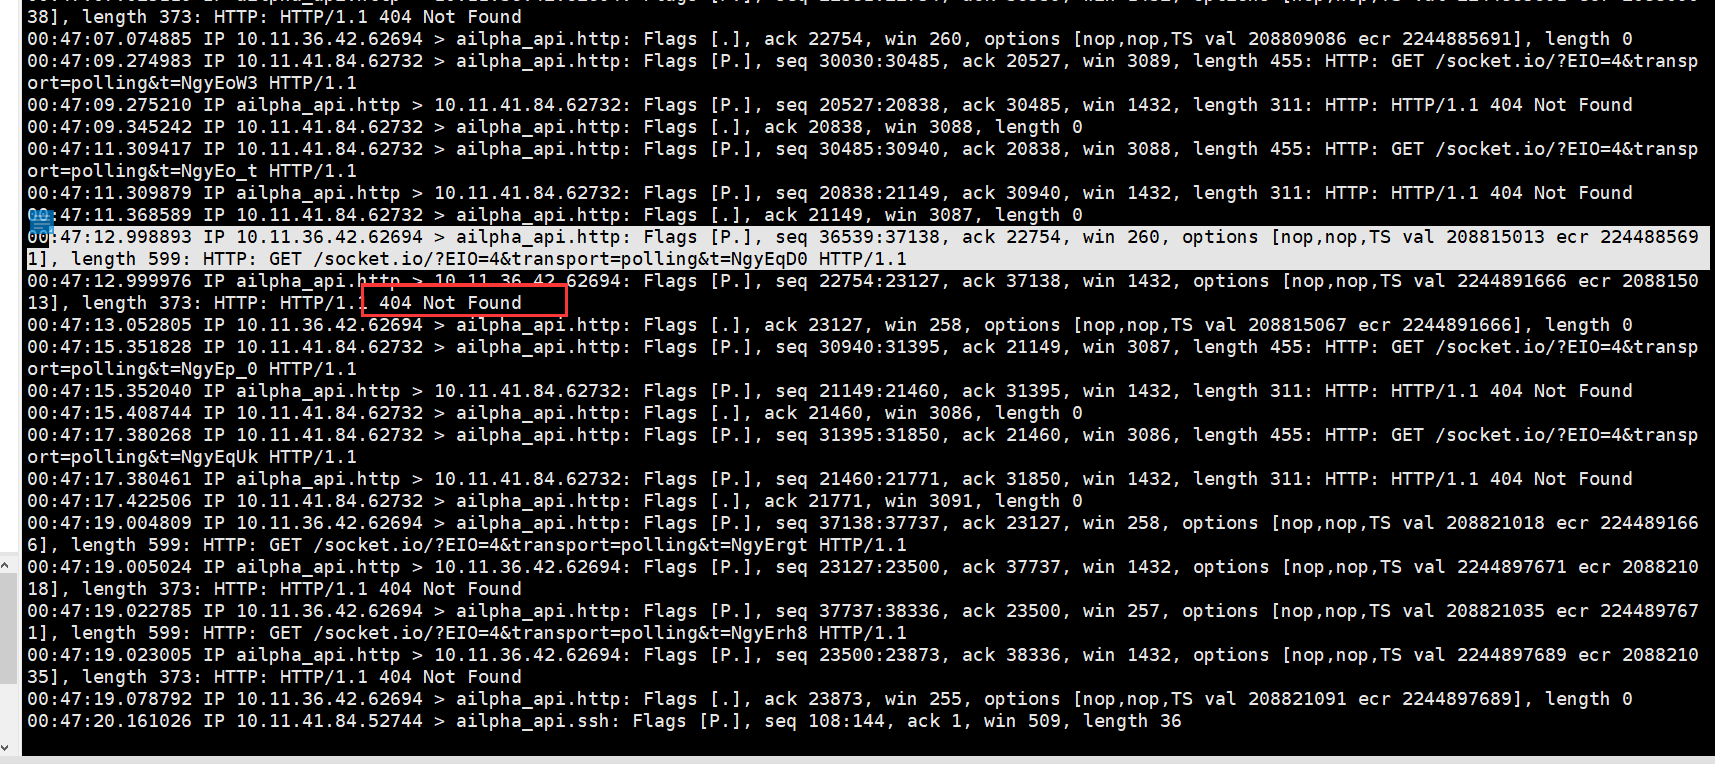 38], length 373: HTTP: HTTP/1.1 404 Not Found
00:47:07.074885 IP 10.11.36.42.62694 > ailpha_api.http: Flags [.], ack 22754, win 260, options [nop,nop,TS val 208809086 ecr 2244885691], length 0
00:47:09.274983 IP 10.11.41.84.62732 > ailpha_api.http: Flags [P.], seq 30030:30485, ack 20527, win 3089, length 455: HTTP: GET /socket.io/?EIO=4&transp
ort=polling&t=NgyEoW3 HTTP/1.1
00:47:09.275210 IP ailpha_api.http > 10.11.41.84.62732: Flags [P.], seq 20527:20838, ack 30485, win 1432, length 311: HTTP: HTTP/1.1 404 Not Found
00:47:09.345242 IP 10.11.41.84.62732 > ailpha_api.http: Flags [.], ack 20838, win 3088, length 0
00:47:11.309417 IP 10.11.41.84.62732 > ailpha_api.http: Flags [P.], seq 30485:30940, ack 20838, win 3088, length 455: HTTP: GET /socket.io/?EIO=4&transp
ort=polling&t=NgyEo_t HTTP/1.1
00:47:11.309879 IP ailpha_api.http > 10.11.41.84.62732: Flags [P.], seq 20838:21149, ack 30940, win 1432, length 311: HTTP: HTTP/1.1 404 Not Found
00:47:11.368589 IP 10.11.41.84.62732 > ailpha_api.http: Flags [.], ack 21149, win 3087, length 0
00:47:12.998893 IP 10.11.36.42.62694 > ailpha_api.http: Flags [P.], seq 36539:37138, ack 22754, win 260, options [nop,nop,TS val 208815013 ecr 224488569
1], length 599: HTTP: GET /socket.io/?EIO=4&transport=polling&t=NgyEqD0 HTTP/1.1
00:47:12.999976 IP ailpha_api.http > 10.11.36.42.62694: Flags [P.], seq 22754:23127, ack 37138, win 1432, options [nop,nop,TS val 2244891666 ecr 2088150
13], length 373: HTTP: HTTP/1.1 404 Not Found
00:47:13.052805 IP 10.11.36.42.62694 > ailpha_api.http: Flags [.], ack 23127, win 258, options [nop,nop,TS val 208815067 ecr 2244891666], length 0
00:47:15.351828 IP 10.11.41.84.62732 > ailpha_api.http: Flags [P.], seq 30940:31395, ack 21149, win 3087, length 455: HTTP: GET /socket.io/?EIO=4&transp
ort=polling&t=NgyEp_0 HTTP/1.1
00:47:15.352040 IP ailpha_api.http > 10.11.41.84.62732: Flags [P.], seq 21149:21460, ack 31395, win 1432, length 311: HTTP: HTTP/1.1 404 Not Found
00:47:15.408744 IP 10.11.41.84.62732 > ailpha_api.http: Flags [.], ack 21460, win 3086, length 0
00:47:17.380268 IP 10.11.41.84.62732 > ailpha_api.http: Flags [P.], seq 31395:31850, ack 21460, win 3086, length 455: HTTP: GET /socket.io/?EIO=4&transp
ort=polling&t=NgyEqUk HTTP/1.1
00:47:17.380461 IP ailpha_api.http > 10.11.41.84.62732: Flags [P.], seq 21460:21771, ack 31850, win 1432, length 311: HTTP: HTTP/1.1 404 Not Found
00:47:17.422506 IP 10.11.41.84.62732 > ailpha_api.http: Flags [.], ack 21771, win 3091, length 0
00:47:19.004809 IP 10.11.36.42.62694 > ailpha_api.http: Flags [P.], seq 37138:37737, ack 23127, win 258, options [nop,nop,TS val 208821018 ecr 224489166
6], length 599: HTTP: GET /socket.io/?EIO=4&transport=polling&t=NgyErgt HTTP/1.1
00:47:19.005024 IP ailpha_api.http > 10.11.36.42.62694: Flags [P.], seq 23127:23500, ack 37737, win 1432, options [nop,nop,TS val 2244897671 ecr 2088210
18], length 373: HTTP: HTTP/1.1 404 Not Found
00:47:19.022785 IP 10.11.36.42.62694 > ailpha_api.http: Flags [P.], seq 37737:38336, ack 23500, win 257, options [nop,nop,TS val 208821035 ecr 224489767
1], length 599: HTTP: GET /socket.io/?EIO=4&transport=polling&t=NgyErh8 HTTP/1.1
00:47:19.023005 IP ailpha_api.http > 10.11.36.42.62694: Flags [P.], seq 23500:23873, ack 38336, win 1432, options [nop,nop,TS val 2244897689 ecr 2088210
35], length 373: HTTP: HTTP/1.1 404 Not Found
00:47:19.078792 IP 10.11.36.42.62694 > ailpha_api.http: Flags [.], ack 23873, win 255, options [nop,nop,TS val 208821091 ecr 2244897689], length 0
00:47:20.161026 IP 10.11.41.84.52744 > ailpha_api.ssh: Flags [P.], seq 108:144, ack 1, win 509, length 36